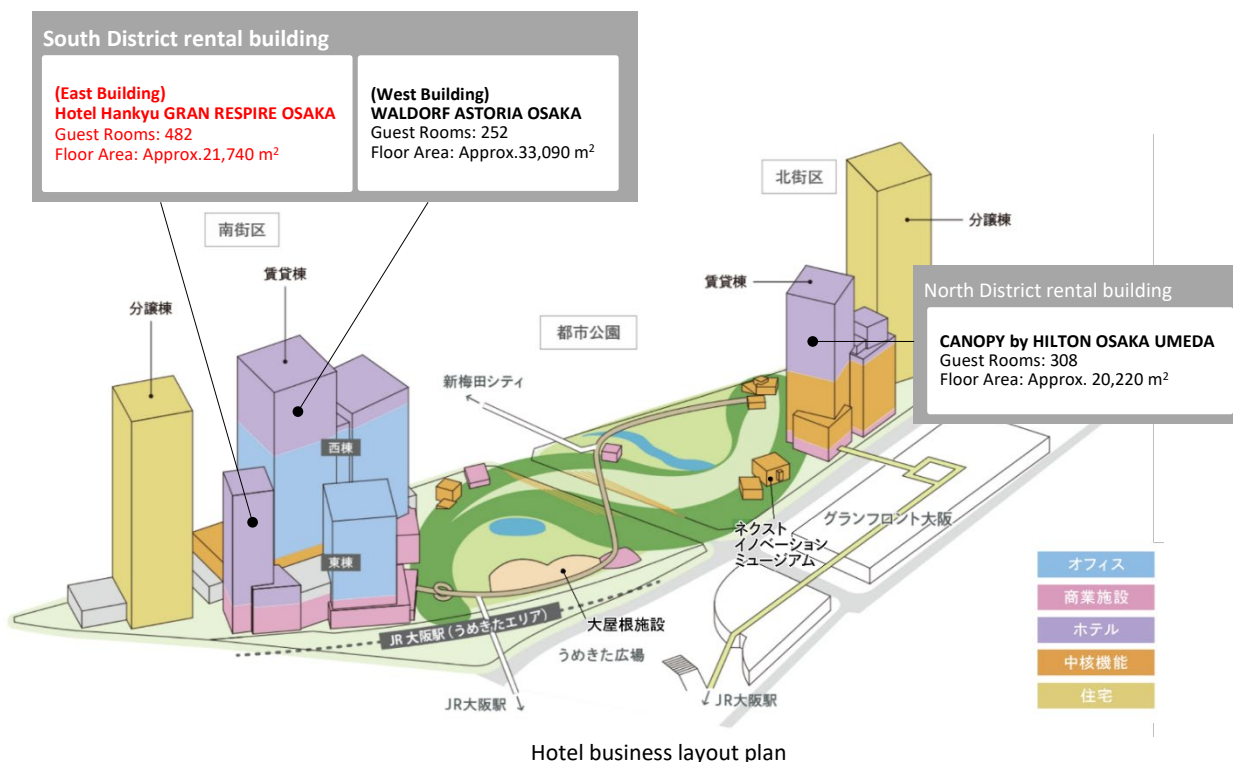 South District rental building
(East Building)
Hotel Hankyu GRAN RESPIRE OSAKA
Guest Rooms: 482
Floor Area: Approx.21,740 m²
(West Building)
WALDORF ASTORIA OSAKA
Guest Rooms: 252
Floor Area: Approx.33,090 m²
北街区
南街区
分譲棟
賃貸棟
賃貸棟
分譲棟
North District rental building
CANOPY by HILTON OSAKA UMEDA
Guest Rooms: 308
Floor Area: Approx. 20,220 m²
都市公園
新梅田シティ
西棟
東棟
グランフロント大阪
ネクスト
イノベーション
ミュージアム
JR 大阪駅(うめきたエリア)
大屋根施設
うめきた広場
JR大阪駅
JR大阪駅
オフィス
商業施設
ホテル
中核機能
住宅
Hotel business layout plan